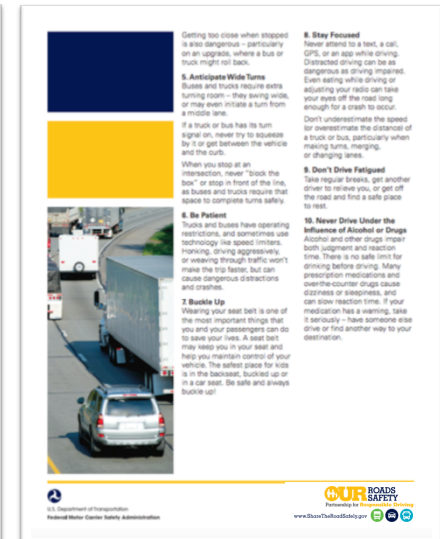 Getting too close when stopped
is also dangerous – particularly
on an upgrade, where a bus or
truck might roll back.
5. Anticipate Wide Turns
Buses and trucks require extra
turning room – they swing wide,
or may even initiate a turn from
a middle lane.
If a truck or bus has its turn
signal on, never try to squeeze
by it or get between the vehicle
and the curb.
When you stop at an
intersection, never “block the
box” or stop in front of the line,
as buses and trucks require that
space to complete turns safely.
6. Be Patient
Trucks and buses have operating
restrictions, and sometimes use
technology like speed limiters.
Honking, driving aggressively,
or weaving through traffic won’t
make the trip faster, but can
cause dangerous distractions
and crashes.
7. Buckle Up
Wearing your seat belt is one of
the most important things that
you and your passengers can do
to save your lives. A seat belt
may keep you in your seat and
help you maintain control of your
vehicle. The safest place for kids
is in the backseat, buckled up or
in a car seat. Be safe and always
buckle up!
8. Stay Focused
Never attend to a text, a call,
GPS, or an app while driving.
Distracted driving can be as
dangerous as driving impaired.
Even eating while driving or
adjusting your radio can take
your eyes off the road long
enough for a crash to occur.
Don’t underestimate the speed
(or overestimate the distance) of
a truck or bus, particularly when
making turns, merging,
or changing lanes.
9. Don’t Drive Fatigued
Take regular breaks, get another
driver to relieve you, or get off
the road and find a safe place
to rest.
10. Never Drive Under the
Influence of Alcohol or Drugs
Alcohol and other drugs impair
both judgment and reaction
time. There is no safe limit for
drinking before driving. Many
prescription medications and
over-the-counter drugs cause
dizziness or sleepiness, and
can slow reaction time. If your
medication has a warning, take
it seriously – have someone else
drive or find another way to your
destination.
U.S. Department of Transportation
Federal Motor Carrier Safety Administration
OUR ROADS
SAFETY
Partnership for Responsible Driving
www.ShareTheRoadSafely.gov